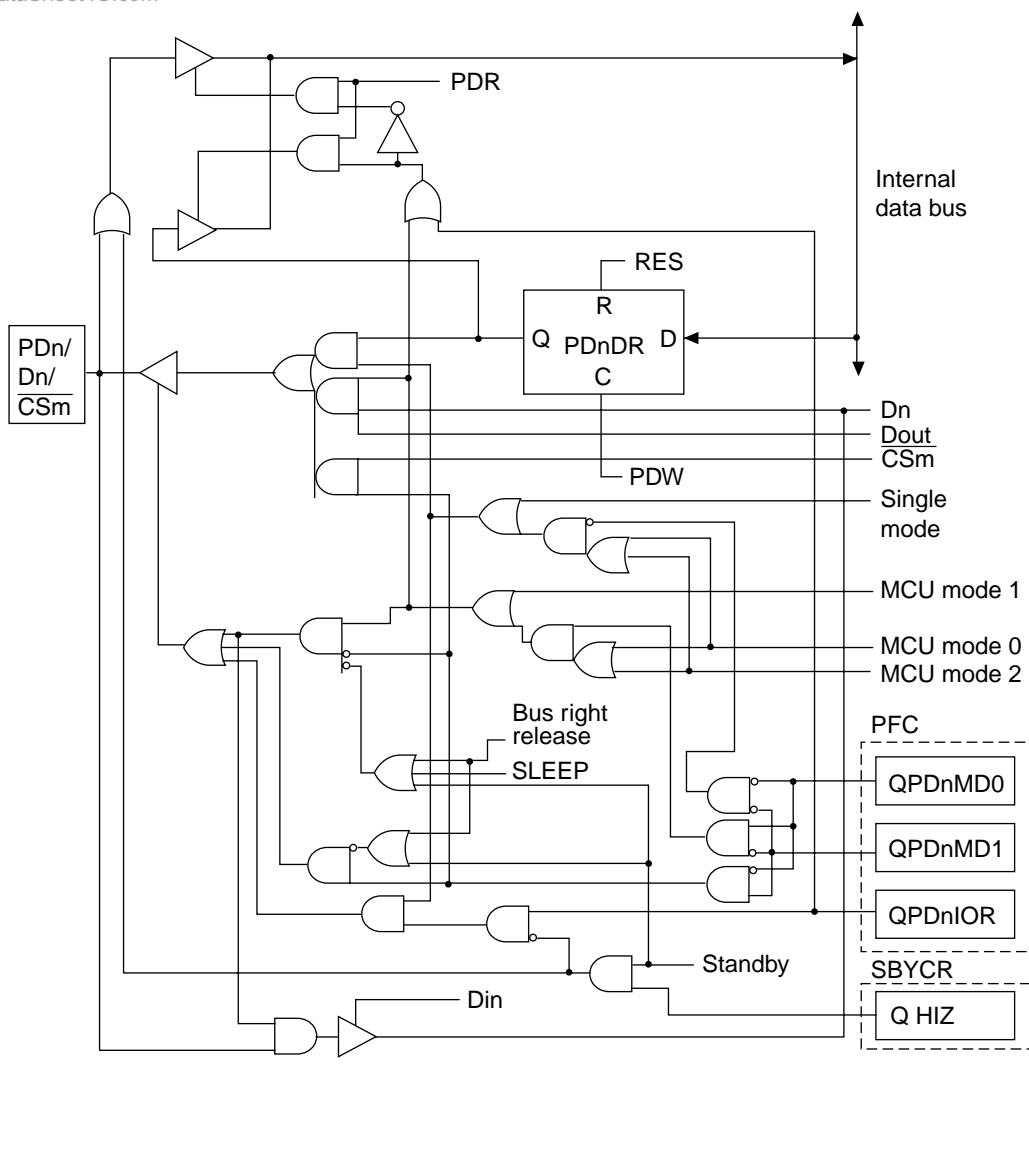 PDR
Internal
data bus
RES
R
Q
PDnDR
D
C
PDn/
Dn/
CSm
Dn
Dout
CSm
PDW
Single
mode
MCU mode 1
MCU mode 0
MCU mode 2
Bus right
release
SLEEP
PFC
QPDnMD0
QPDnMD1
QPDnIOR
Standby
SBYCR
Din
Q HIZ